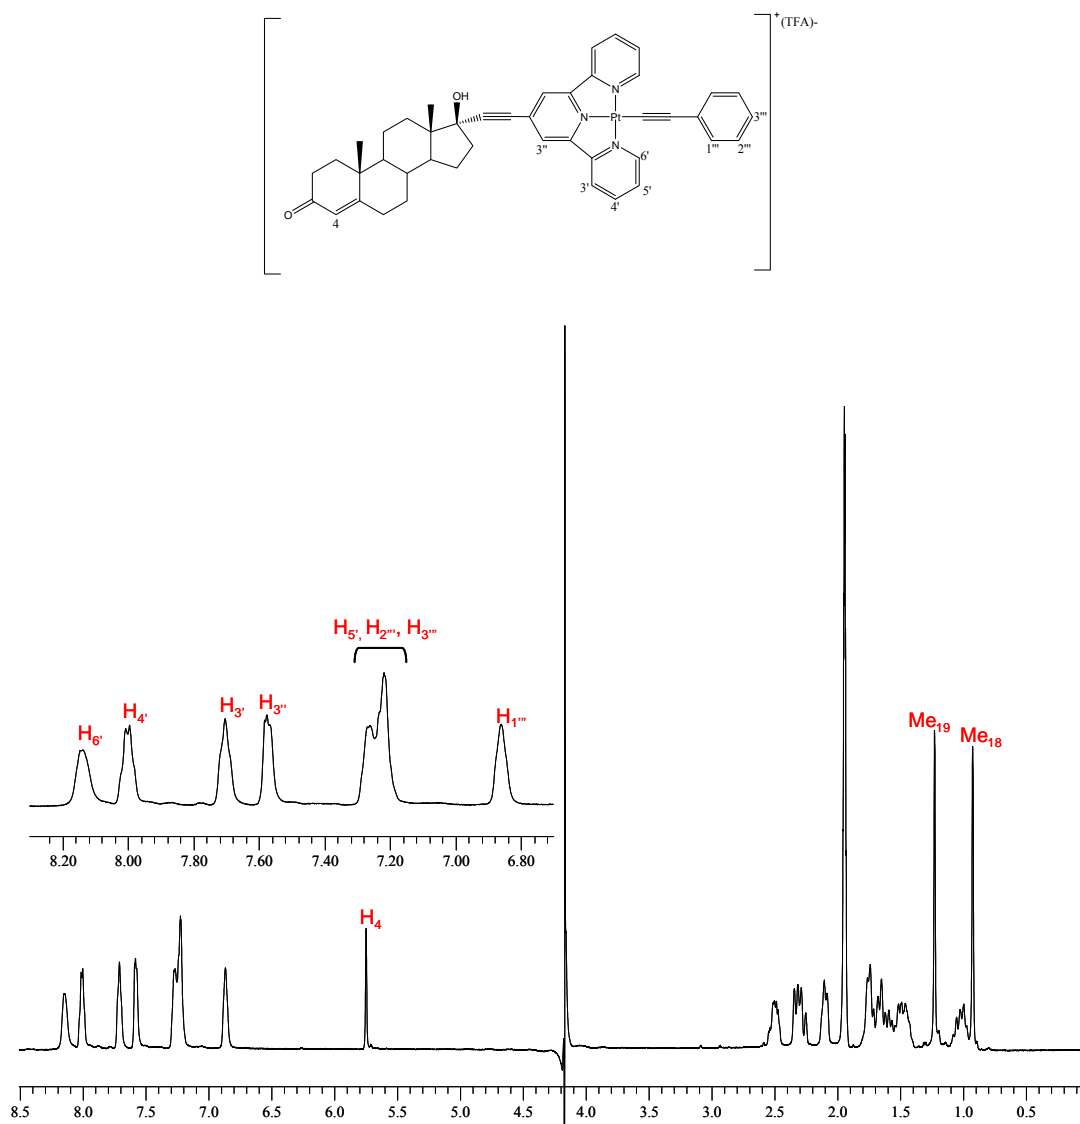 +(TFA)-
OH
N
N
Pt
N
3'''
1'''
2'''
3''
6'
3'
5'
4'
O
4
H5', H2''', H3'''
H6'
H4'
H3'
H3''
H1'''
Me19
Me18
8.20 8.00 7.80 7.60 7.40 7.20 7.00 6.80
H4
8.5 8.0 7.5 7.0 6.5 6.0 5.5 5.0 4.5 4.0 3.5 3.0 2.5 2.0 1.5 1.0 0.5